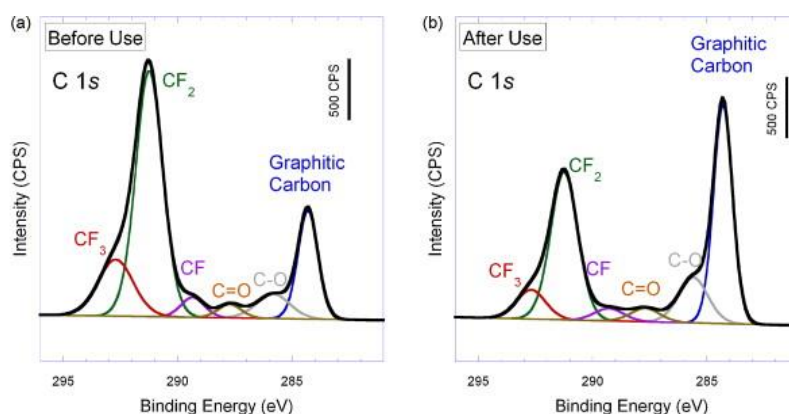 (a)
Before Use
C 1s
CF2
500 CPS
Graphitic
Carbon
CF3
CF
C=O
C-O
Intensity (CPS)
295
290
285
Binding Energy (eV)
(b)
After Use
C 1s
Graphitic
Carbon
500 CPS
CF2
CF3
CF
C=O
C-O
Intensity (CPS)
295
290
285
Binding Energy (eV)